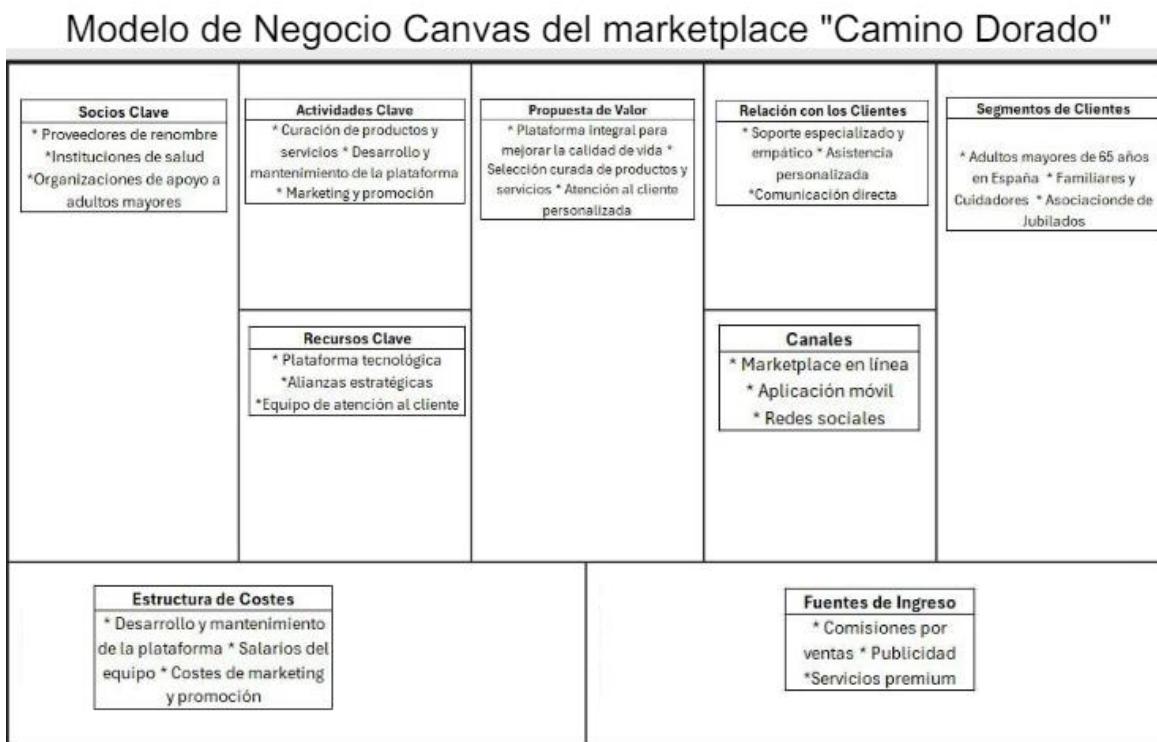 Modelo de Negocio Canvas del marketplace "Camino Dorado"
Socios Clave
* Proveedores de renombre
*Instituciones de salud
*Organizaciones de apoyo a
adultos mayores
Actividades Clave
* Curación de productos y
servicios * Desarrollo y
mantenimiento de la plataforma
* Marketing y promoción
Recursos Clave
* Plataforma tecnológica
*Alianzas estratégicas
*Equipo de atención al cliente
Propuesta de Valor
* Plataforma integral para
mejorar la calidad de vida *
Selección curada de productos y
servicios * Atención al cliente
personalizada
Relación con los Clientes
* Soporte especializado y
empático * Asistencia
personalizada
*Comunicación directa
Canales
* Marketplace en línea
* Aplicación móvil
* Redes sociales
Segmentos de Clientes
* Adultos mayores de 65 años
en España * Familiares y
Cuidadores * Asociacionde de
Jubilados
Estructura de Costes
* Desarrollo y mantenimiento
de la plataforma * Salarios del
equipo * Costes de marketing
y promoción
Fuentes de Ingreso
* Comisiones por
ventas * Publicidad
*Servicios premium